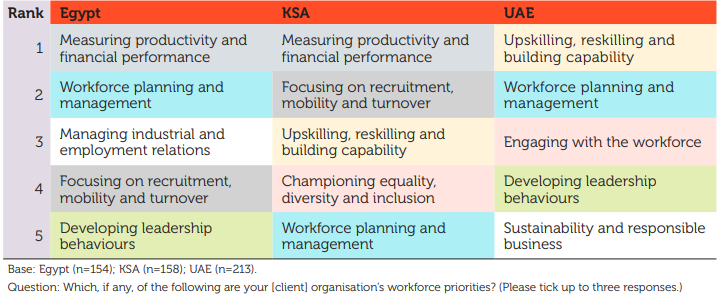 Rank Egypt KSA UAE
1 Measuring productivity and financial performance Measuring productivity and financial performance Upskilling, reskilling and building capability
2 Workforce planning and management Focusing on recruitment, mobility and turnover Workforce planning and management
3 Managing industrial and employment relations Upskilling, reskilling and building capability Engaging with the workforce
4 Focusing on recruitment, mobility and turnover Championing equality, diversity and inclusion Developing leadership behaviours
5 Developing leadership behaviours Workforce planning and management Sustainability and responsible business
Base: Egypt (n=154); KSA (n=158); UAE (n=213).
Question: Which, if any, of the following are your [client] organisation's workforce priorities? (Please tick up to three responses.)